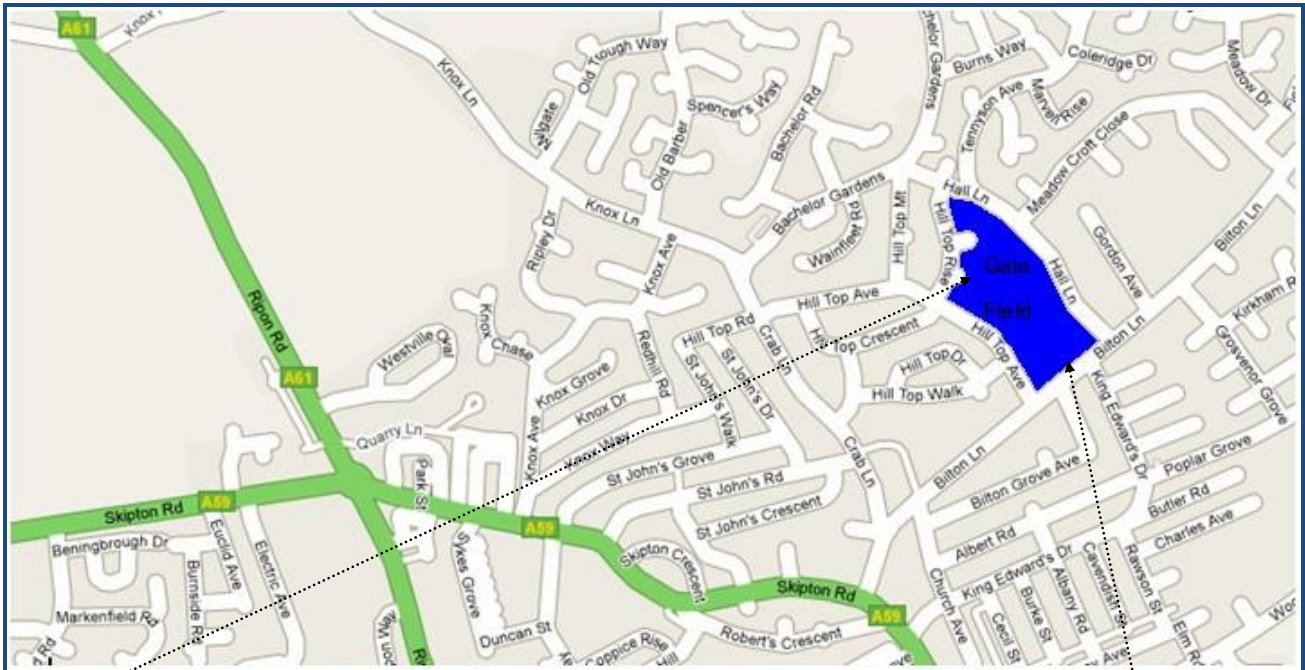 A61
Knox Ln
Old Trough Way
Millgate
Spencer's Way
Old Barber
Bachelor Rd
Bachelor Gardens
Burns Way
Coleridge Dr
Tennyson Ave
Marvell Rise
Meadow Dr
Meadow Croft Close
Knox Ln
Ripley Dr
Knox Ave
Bachelor Gardens
Wainfleet Rd
Hill Top Mt
Hall Ln
Hill Top Rise
Gate
Field
Hall Ln
Gordon Ave
Bilton Ln
Ripon Rd
A61
Westville Oval
Knox Chase
Knox Grove
Knox Dr
Knox Way
Knox Ave
Redhill Rd
Hill Top Rd
Hill Top Ave
Hill Top Crescent
Hill Top Dr
Hill Top Walk
Hill Top Ave
Crab Ln
St John's Dr
St John's Walk
Bilton Ln
Kirkham R
Grosvenor Grove
King Edward's Dr
Quarry Ln
Park St
St John's Grove
St John's Rd
St John's Crescent
Crab Ln
Bilton Ln
Bilton Grove Ave
Poplar Grove
Butler Rd
Charles Ave
Skipton Rd
A59
A59
Beningbrough Dr
Euclid Ave
Electric Ave
Burnside Rd
Markenfield Rd
Sykes Grove
Duncan St
Skipton Crescent
Skipton Rd
A59
Robert's Crescent
Coppice Rise
Albert Rd
King Edward's Dr
Church Ave
Cecil St
Burke St
Albany Rd
Cavendish St
Rawson St
Elm Rd